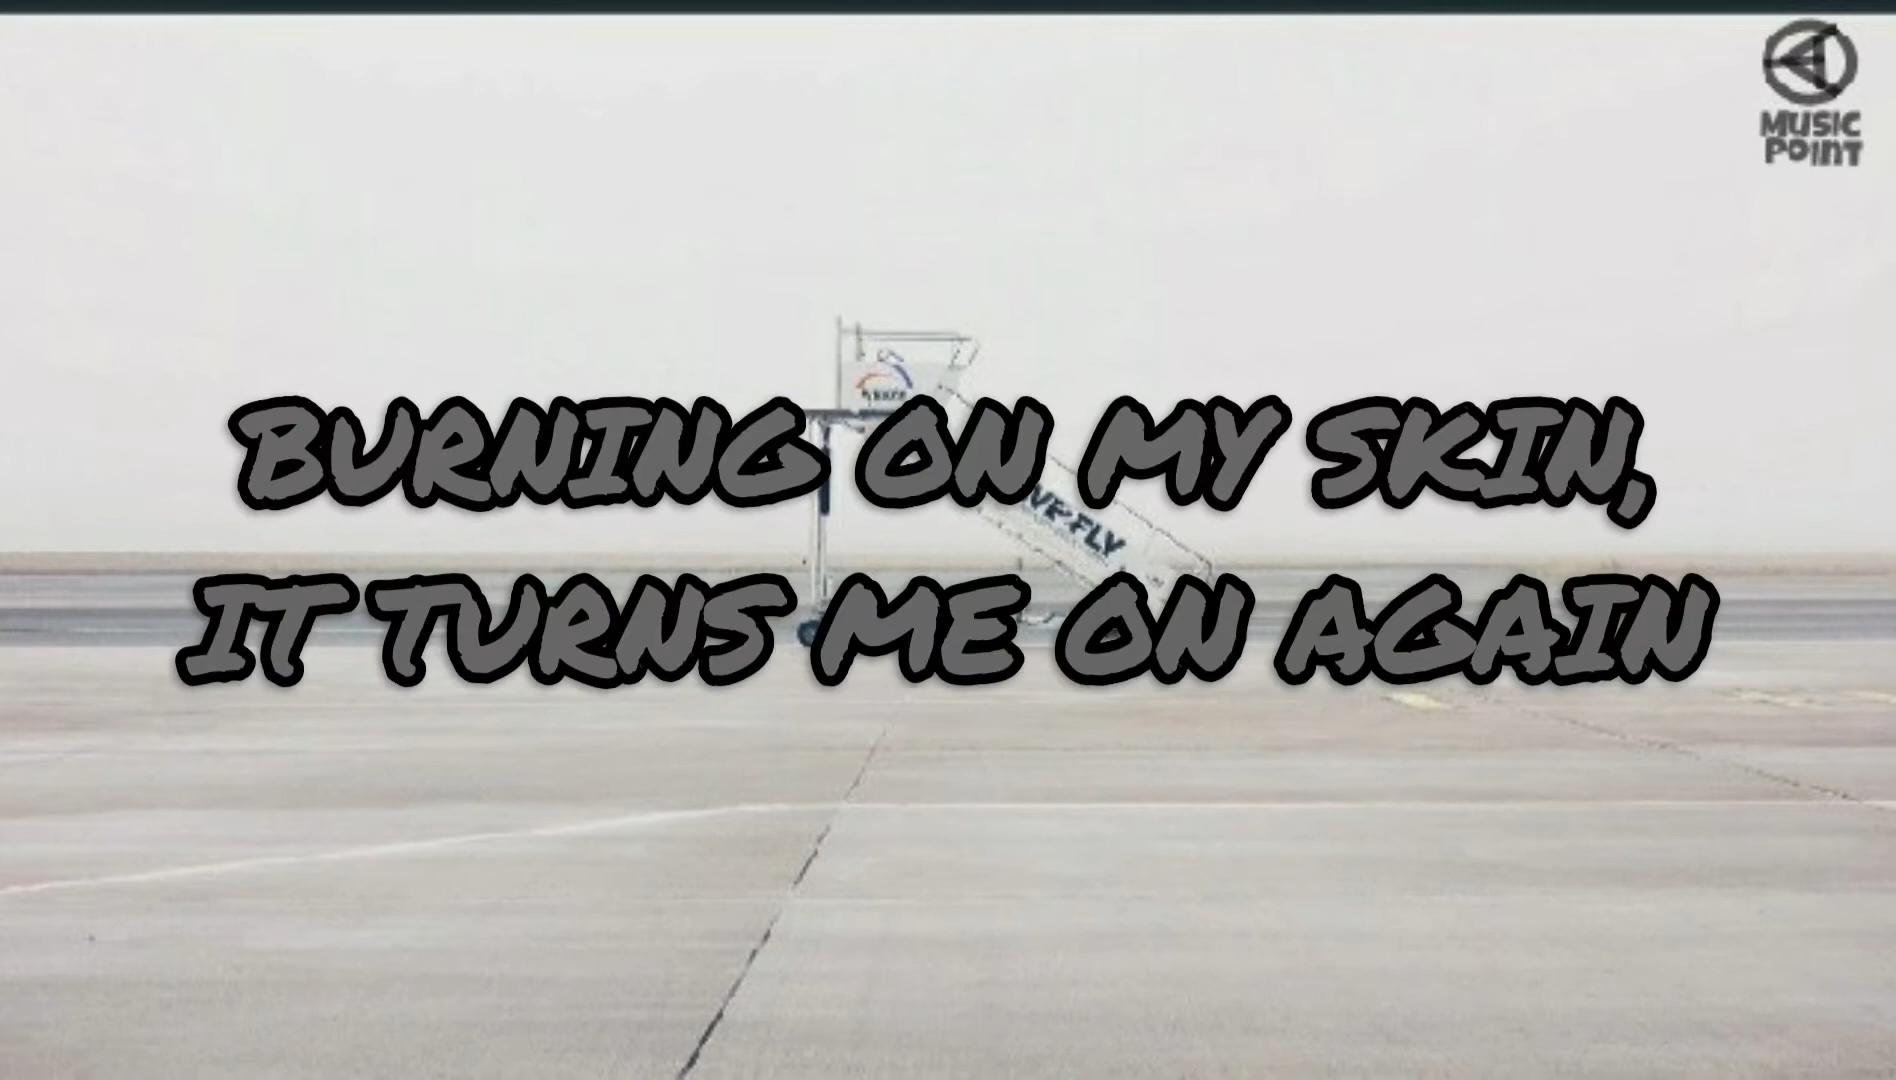 MUSIC
POINT
BURNING ON MY SKIN,
IT TURNS ME ON AGAIN